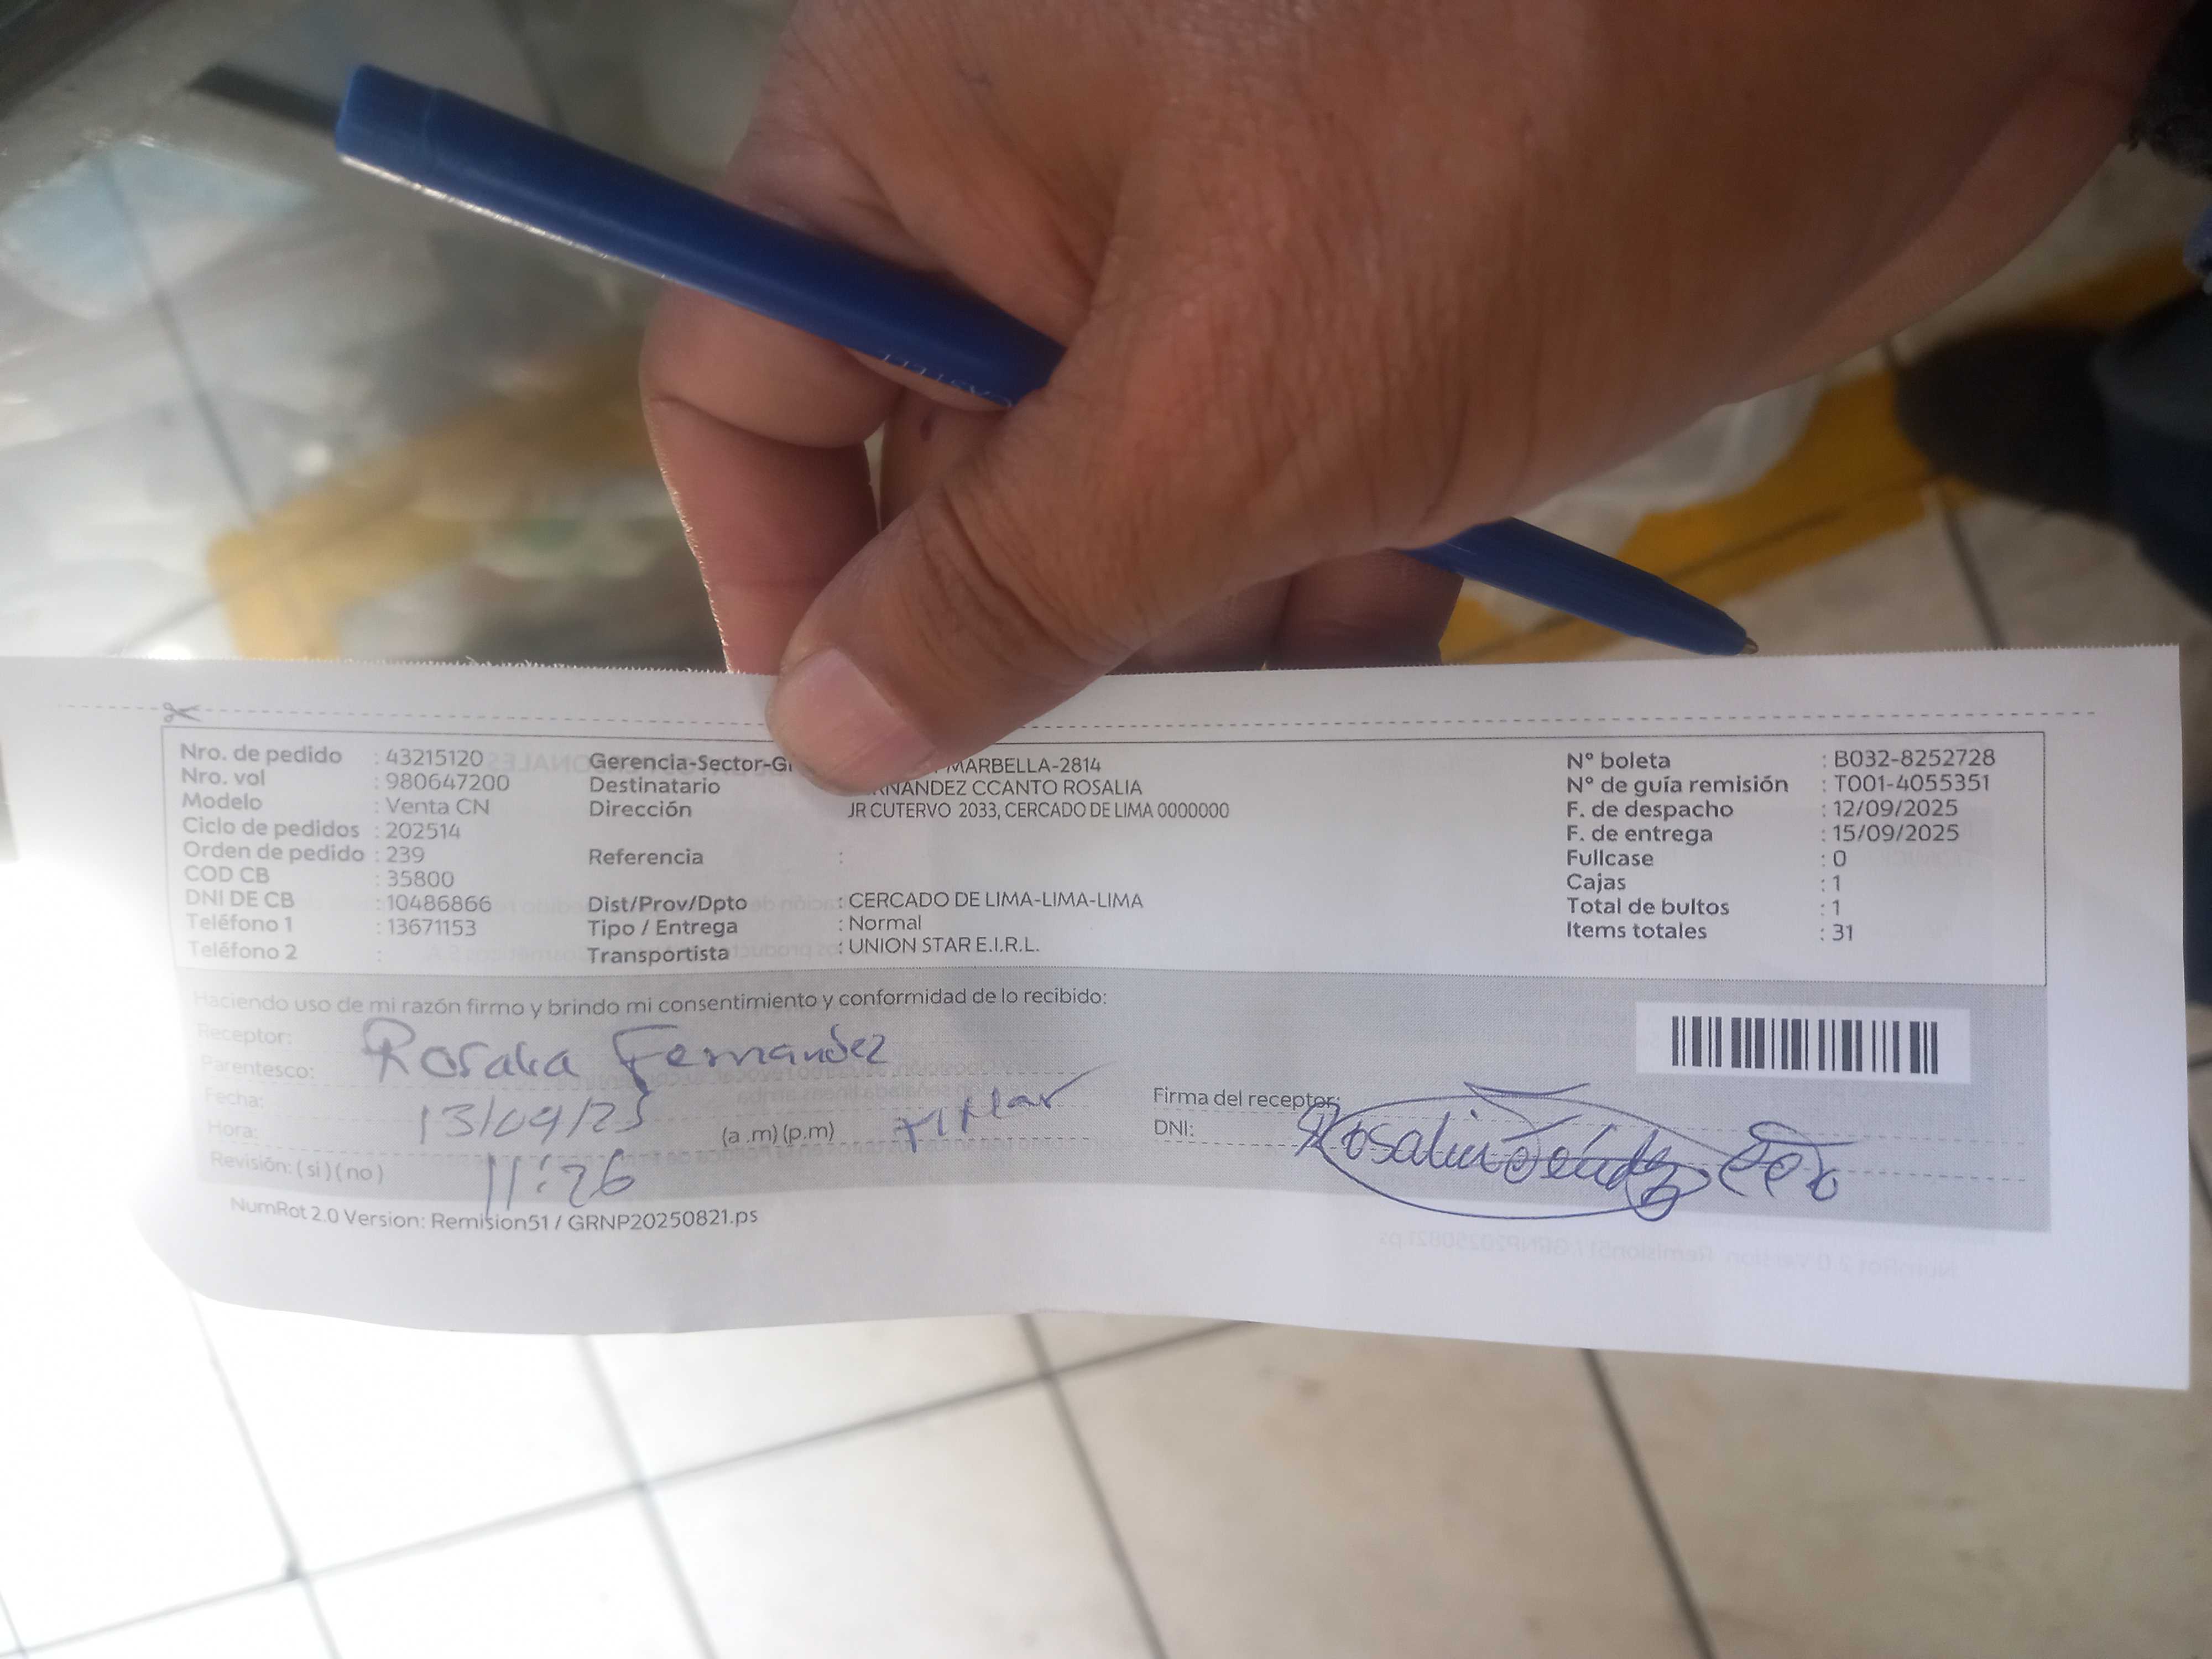 CASTELL
Nro. de pedido : 43215120
Nro. vol : 980647200
Modelo : Venta CN
Ciclo de pedidos : 202514
Orden de pedido : 239
COD CB : 35800
DNI DE CB : 10486866
Teléfono 1 : 13671153
Teléfono 2 :
Gerencia-Sector- MARBELLA-2814
Destinatario RNANDEZ CCANTO ROSALIA
Dirección JR CUTERVO 2033, CERCADO DE LIMA 0000000
Referencia :
Dist/Prov/Dpto : CERCADO DE LIMA-LIMA-LIMA
Tipo / Entrega : Normal
Transportista : UNION STAR E.I.R.L.
N° boleta : B032-8252728
N° de guía remisión : T001-4055351
F. de despacho : 12/09/2025
F. de entrega : 15/09/2025
Fullcase : 0
Cajas : 1
Total de bultos : 1
Items totales : 31
Haciendo uso de mi razón firmo y brindo mi consentimiento y conformidad de lo recibido:
Receptor: Rosalia Fernandez
Parentesco:
Fecha: 13/09/25
Hora: 11:26 (a .m) (p.m)
Revisión: ( si ) ( no )
Firma del receptor:
DNI:
NumRot 2.0 Version: Remision51 / GRNP20250821.ps